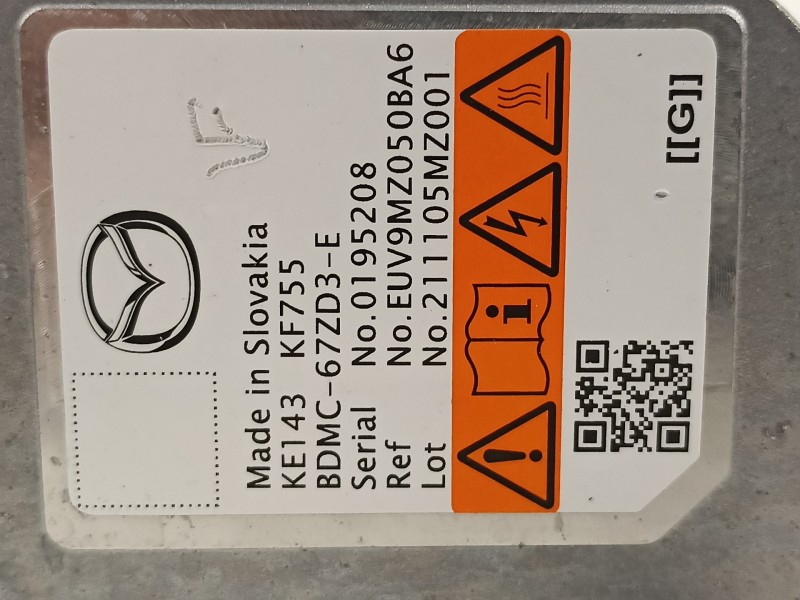 Made in Slovakia
KE143 KF755
BDMC-67ZD3-E
Serial No.0195208
Ref No.EUV9MZ050BA6
Lot No.211105MZ001
[[G]]